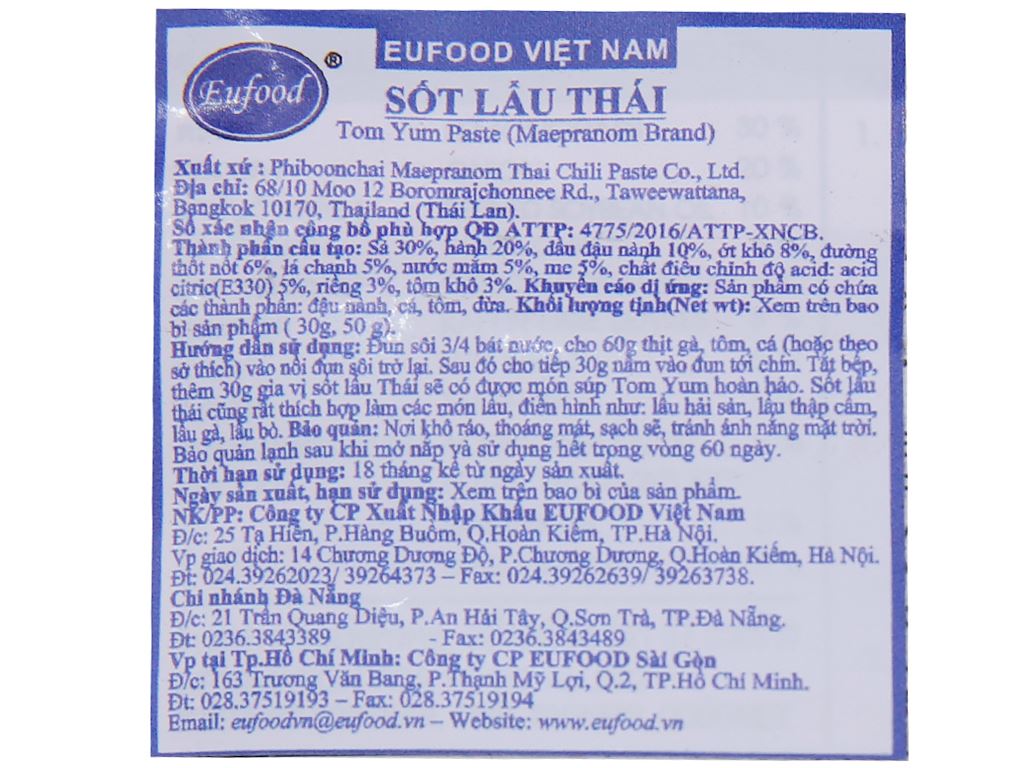 Eufood ®
EUFOOD VIỆT NAM
SỐT LẨU THÁI
Tom Yum Paste (Maepranom Brand)
Xuất xứ : Phiboonchai Maepranom Thai Chili Paste Co., Ltd.
Địa chỉ: 68/10 Moo 12 Boromrajchonnee Rd., Taweewattana,
Bangkok 10170, Thailand (Thái Lan).
Số xác nhận công bố phù hợp QĐ ATTP: 4775/2016/ATTP-XNCB.
Thành phần cấu tạo: Sả 30%, hành 20%, dầu đậu nành 10%, ớt khô 8%, đường
thốt nốt 6%, lá chanh 5%, nước mắm 5%, me 5%, chất điều chỉnh độ acid: acid
citric(E330) 5%, riềng 3%, tôm khô 3%. Khuyến cáo dị ứng: Sản phẩm có chứa
các thành phần: đậu nành, cá, tôm, dừa. Khối lượng tịnh(Net wt): Xem trên bao
bì sản phẩm ( 30g, 50 g).
Hướng dẫn sử dụng: Đun sôi 3/4 bát nước, cho 60g thịt gà, tôm, cá (hoặc theo
sở thích) vào nồi đun sôi trở lại. Sau đó cho tiếp 30g nấm vào đun tới chín. Tắt bếp,
thêm 30g gia vị sốt lẩu Thái sẽ có được món súp Tom Yum hoàn hảo. Sốt lẩu
thái cũng rất thích hợp làm các món lẩu, điển hình như: lẩu hải sản, lẩu thập cẩm,
lẩu gà, lẩu bò. Bảo quản: Nơi khô ráo, thoáng mát, sạch sẽ, tránh ánh nắng mặt trời.
Bảo quản lạnh sau khi mở nắp và sử dụng hết trong vòng 60 ngày.
Thời hạn sử dụng: 18 tháng kể từ ngày sản xuất.
Ngày sản xuất, hạn sử dụng: Xem trên bao bì của sản phẩm.
NK/PP: Công ty CP Xuất Nhập Khẩu EUFOOD Việt Nam
Đ/c: 25 Tạ Hiền, P.Hàng Buồm, Q.Hoàn Kiếm, TP.Hà Nội.
Vp giao dịch: 14 Chương Dương Độ, P.Chương Dương, Q.Hoàn Kiếm, Hà Nội.
Đt: 024.39262023/ 39264373 – Fax: 024.39262639/ 39263738.
Chi nhánh Đà Nẵng
Đ/c: 21 Trần Quang Diệu, P.An Hải Tây, Q.Sơn Trà, TP.Đà Nẵng.
Đt: 0236.3843389 - Fax: 0236.3843489
Vp tại Tp.Hồ Chí Minh: Công ty CP EUFOOD Sài Gòn
Đ/c: 163 Trương Văn Bang, P.Thạnh Mỹ Lợi, Q.2, TP.Hồ Chí Minh.
Đt: 028.37519193 – Fax: 028.37519194
Email: eufoodvn@eufood.vn – Website: www.eufood.vn